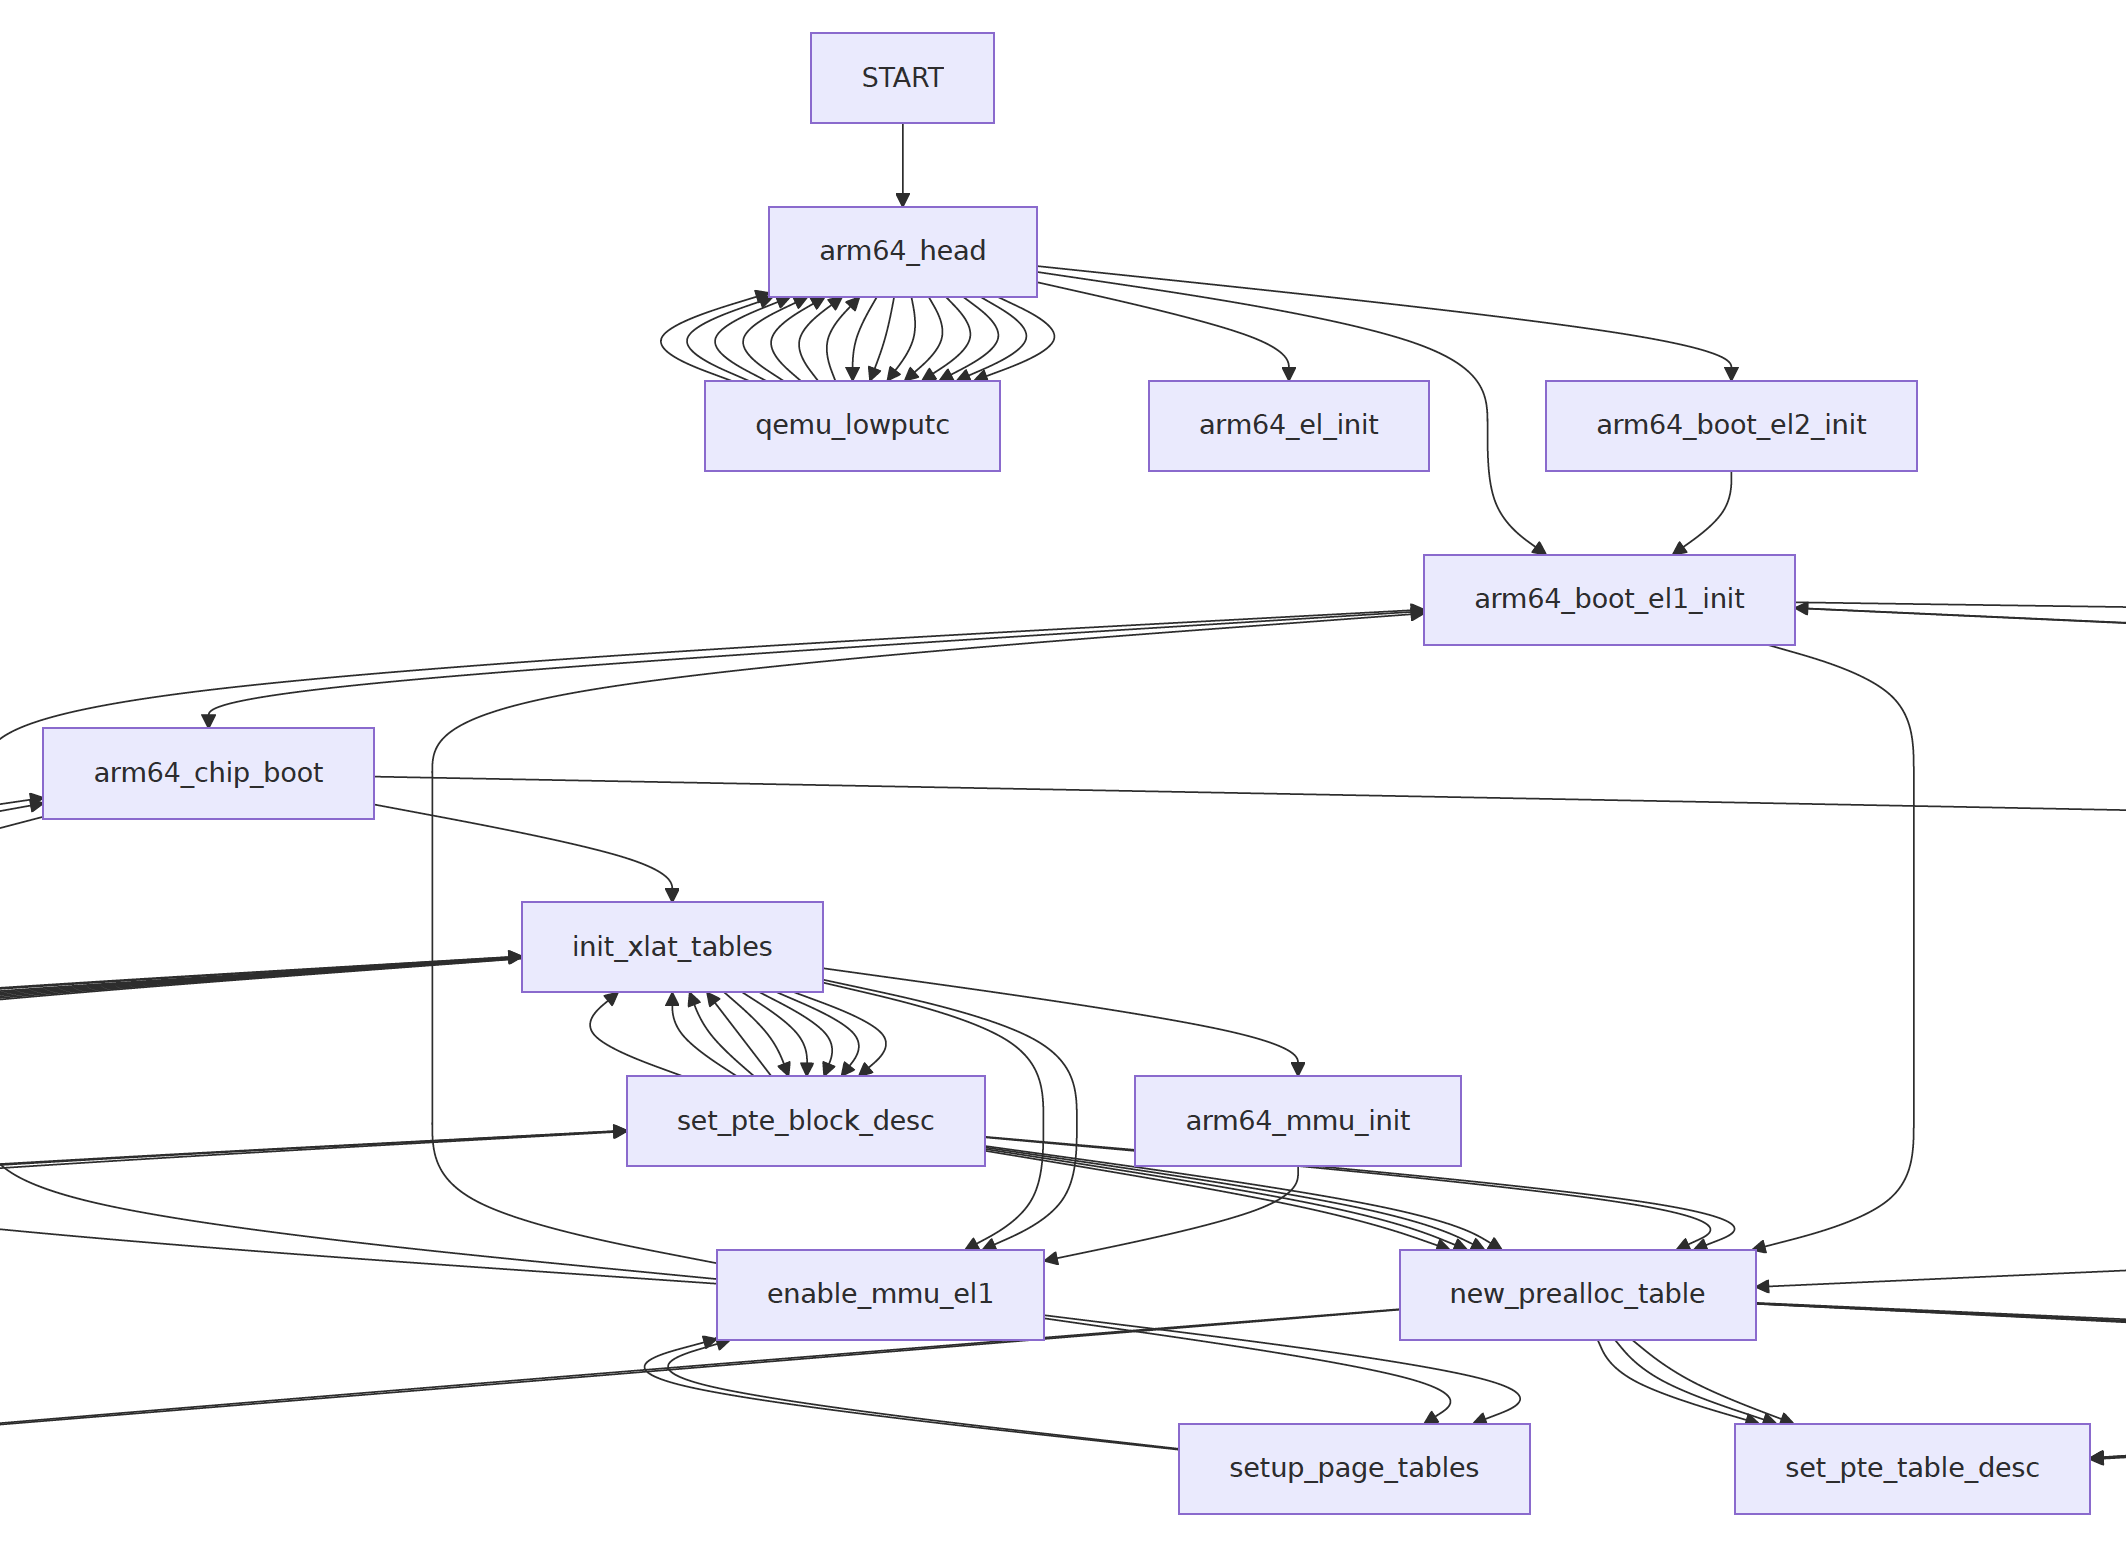 START
arm64_head
qemu_lowputc
arm64_el_init
arm64_boot_el2_init
arm64_boot_el1_init
arm64_chip_boot
init_xlat_tables
set_pte_block_desc
arm64_mmu_init
enable_mmu_el1
new_prealloc_table
setup_page_tables
set_pte_table_desc